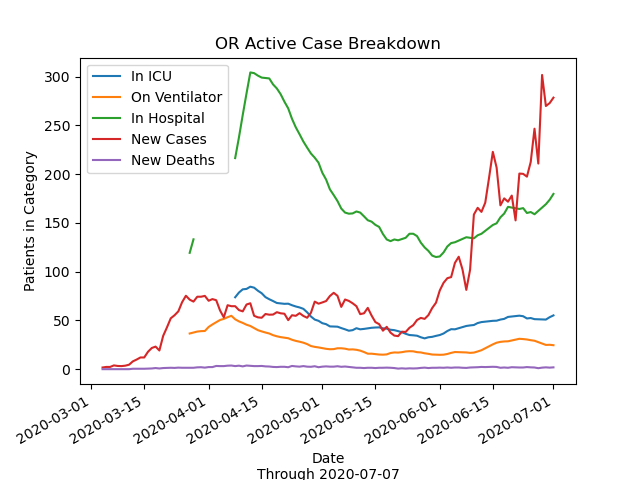 OR Active Case Breakdown
In ICU
On Ventilator
In Hospital
New Cases
New Deaths
Patients in Category
300
250
200
150
100
50
0
2020-03-01
2020-03-15
2020-04-01
2020-04-15
2020-05-01
2020-05-15
2020-06-01
2020-06-15
2020-07-01
Date
Through 2020-07-07